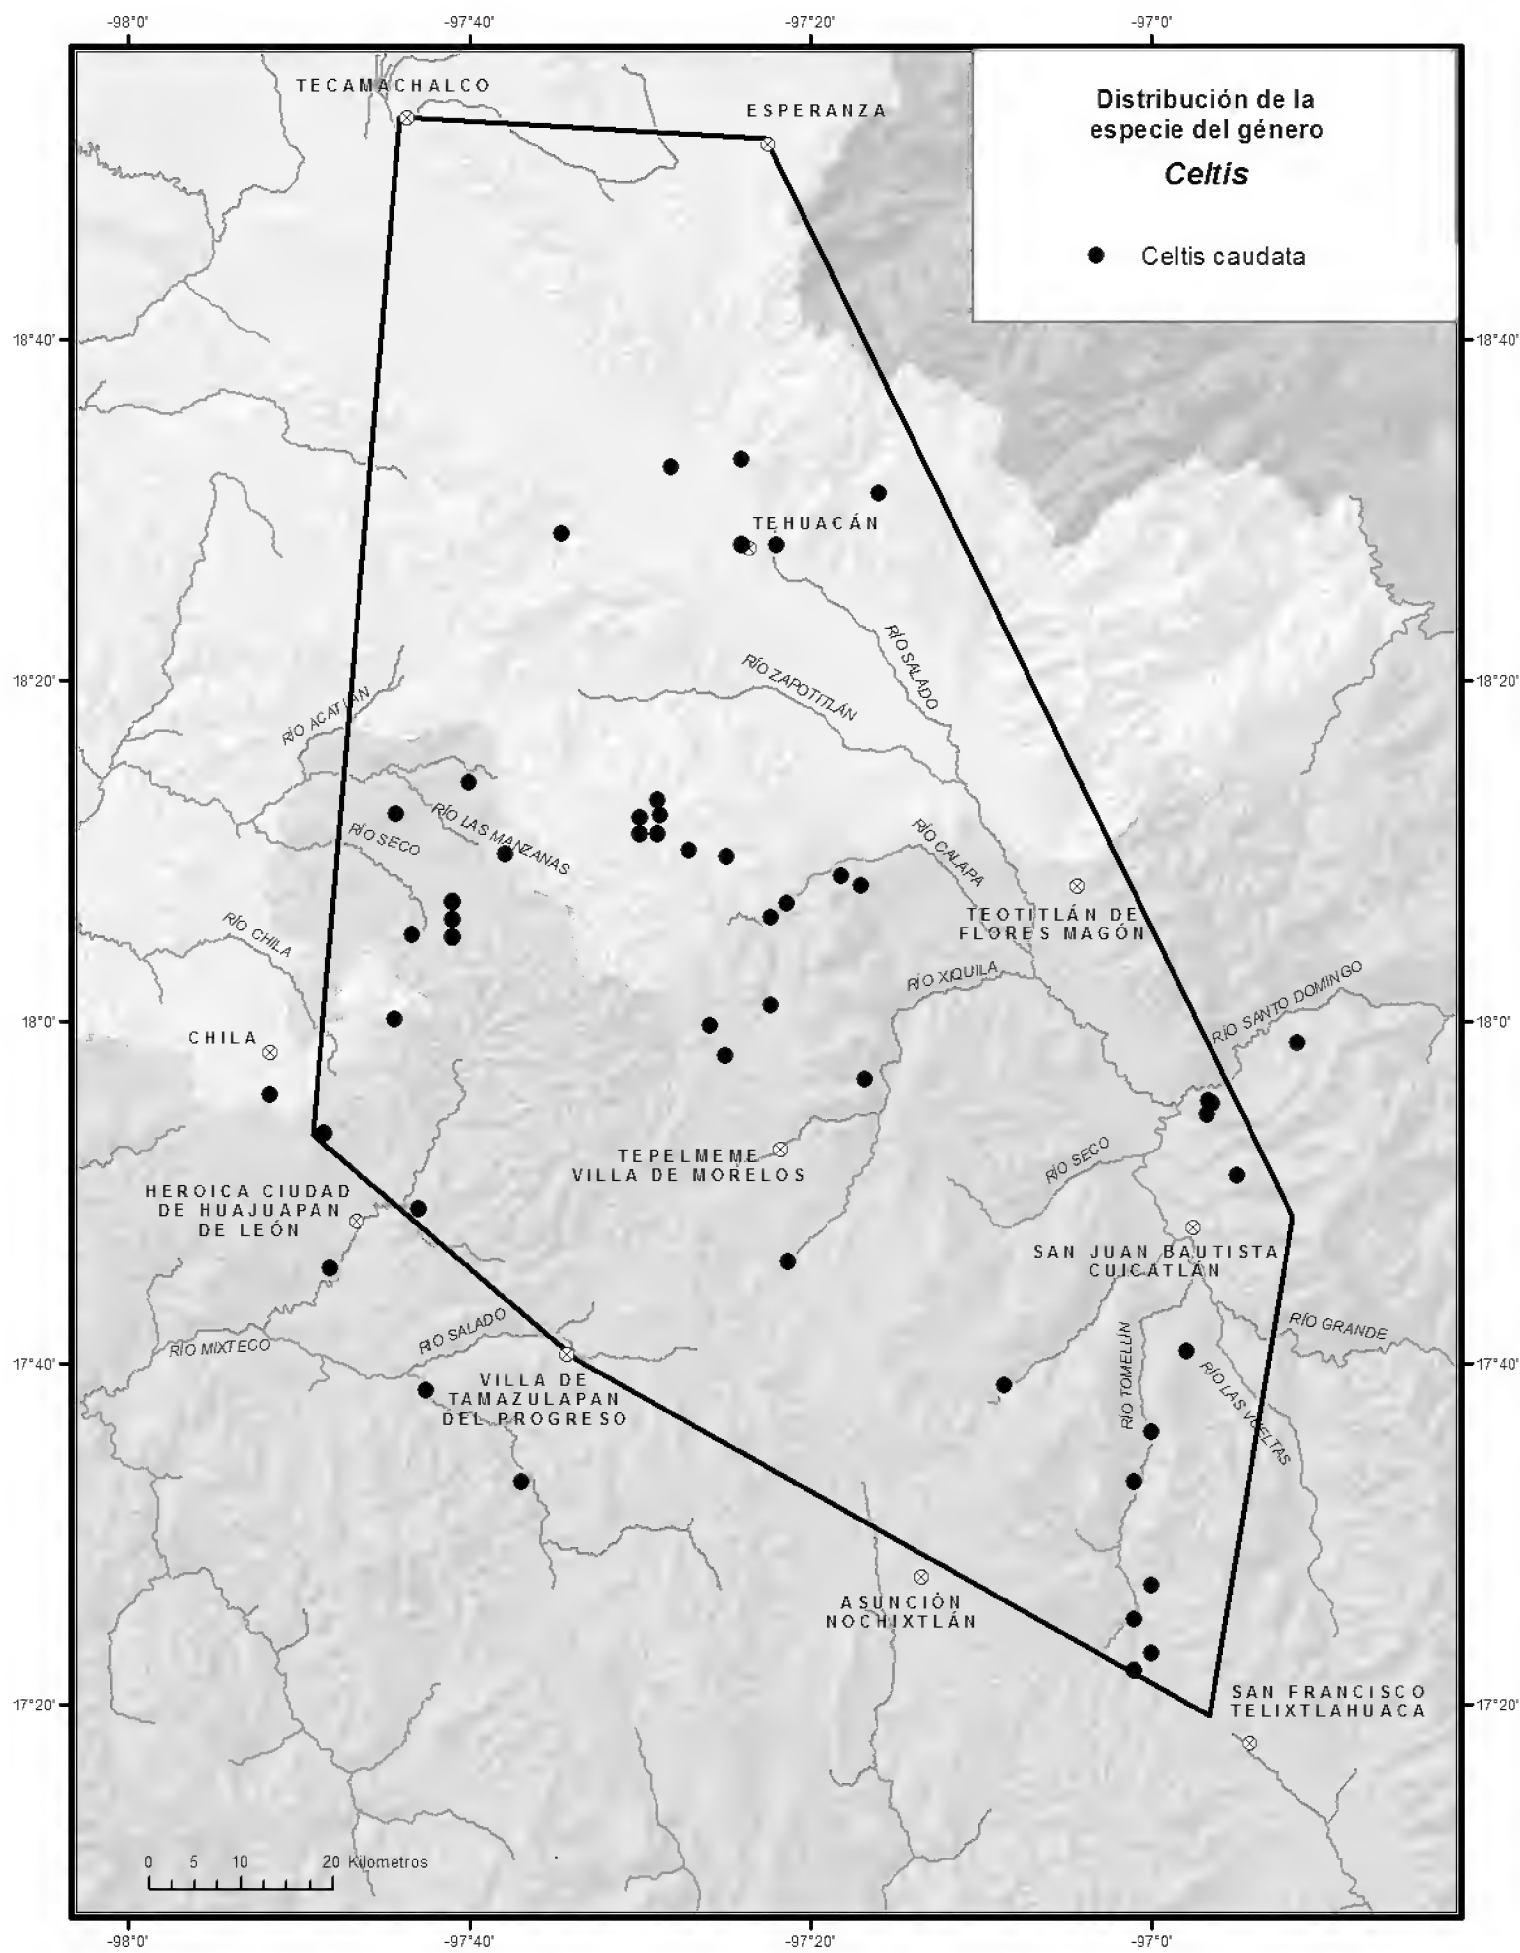 -98°0'
-97°40'
-97°20'
-97°0'
TECAMACHALCO
ESPERANZA
Distribución de la
especie del género
Celtis
Celtis caudata
18°40'
18°40'
TEHUACÁN
RÍO SALADO
RÍO ZAPOTITLÁN
18°20'
18°20'
RÍO ACATLÁN
RÍO LAS MANZANAS
RÍO SECO
RÍO CALAPA
TEOTITLÁN DE
FLORES MAGÓN
RÍO CHILA
RÍO XIQUILA
RÍO SANTO DOMINGO
18°0'
18°0'
CHILA
TEPELMEME
VILLA DE MORELOS
RÍO SECO
HEROICA CIUDAD
DE HUAJUAPAN
DE LEÓN
SAN JUAN BAUTISTA
CUICATLÁN
RÍO GRANDE
RÍO SALADO
RÍO MIXTECO
17°40'
17°40'
RÍO TOMELLÍN
RÍO LAS VUELTAS
VILLA DE
TAMAZULAPAN
DEL PROGRESO
ASUNCIÓN
NOCHIXTLÁN
SAN FRANCISCO
TELIXTLAHUACA
17°20'
17°20'
0 5 10 20 Kilometros
-98°0'
-97°40'
-97°20'
-97°0'